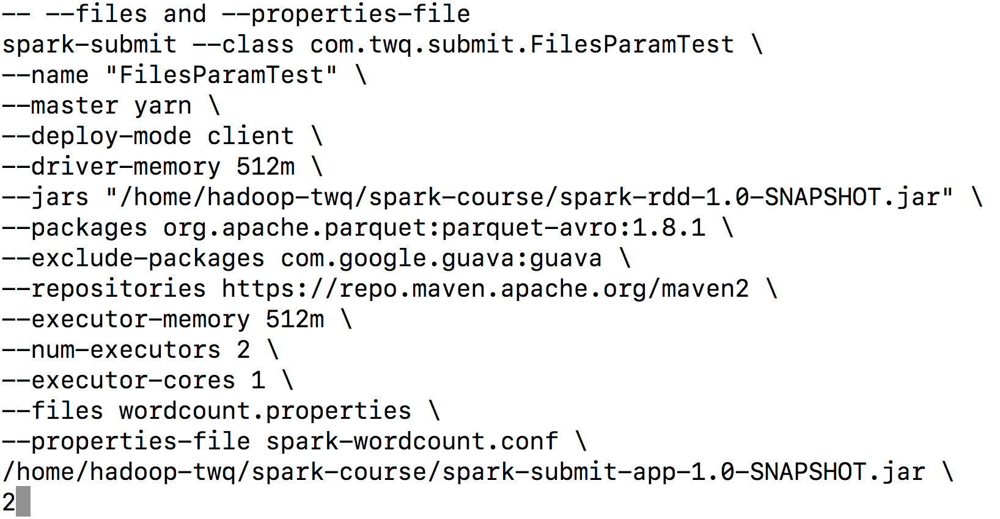 -- --files and --properties-file
spark-submit --class com.twq.submit.FilesParamTest \
--name "FilesParamTest" \
--master yarn \
--deploy-mode client \
--driver-memory 512m \
--jars "/home/hadoop-twq/spark-course/spark-rdd-1.0-SNAPSHOT.jar" \
--packages org.apache.parquet:parquet-avro:1.8.1 \
--exclude-packages com.google.guava:guava \
--repositories https://repo.maven.apache.org/maven2 \
--executor-memory 512m \
--num-executors 2 \
--executor-cores 1 \
--files wordcount.properties \
--properties-file spark-wordcount.conf \
/home/hadoop-twq/spark-course/spark-submit-app-1.0-SNAPSHOT.jar \
2